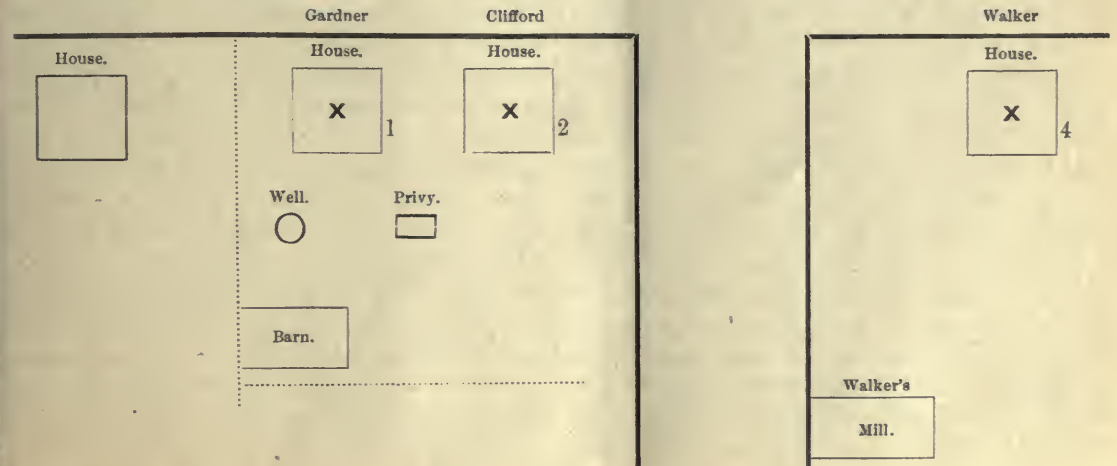 Gardner Clifford Walker
House. House. House. House.
X X X
1 2 4
Well. Privy.
Barn.
Walker's
Mill.